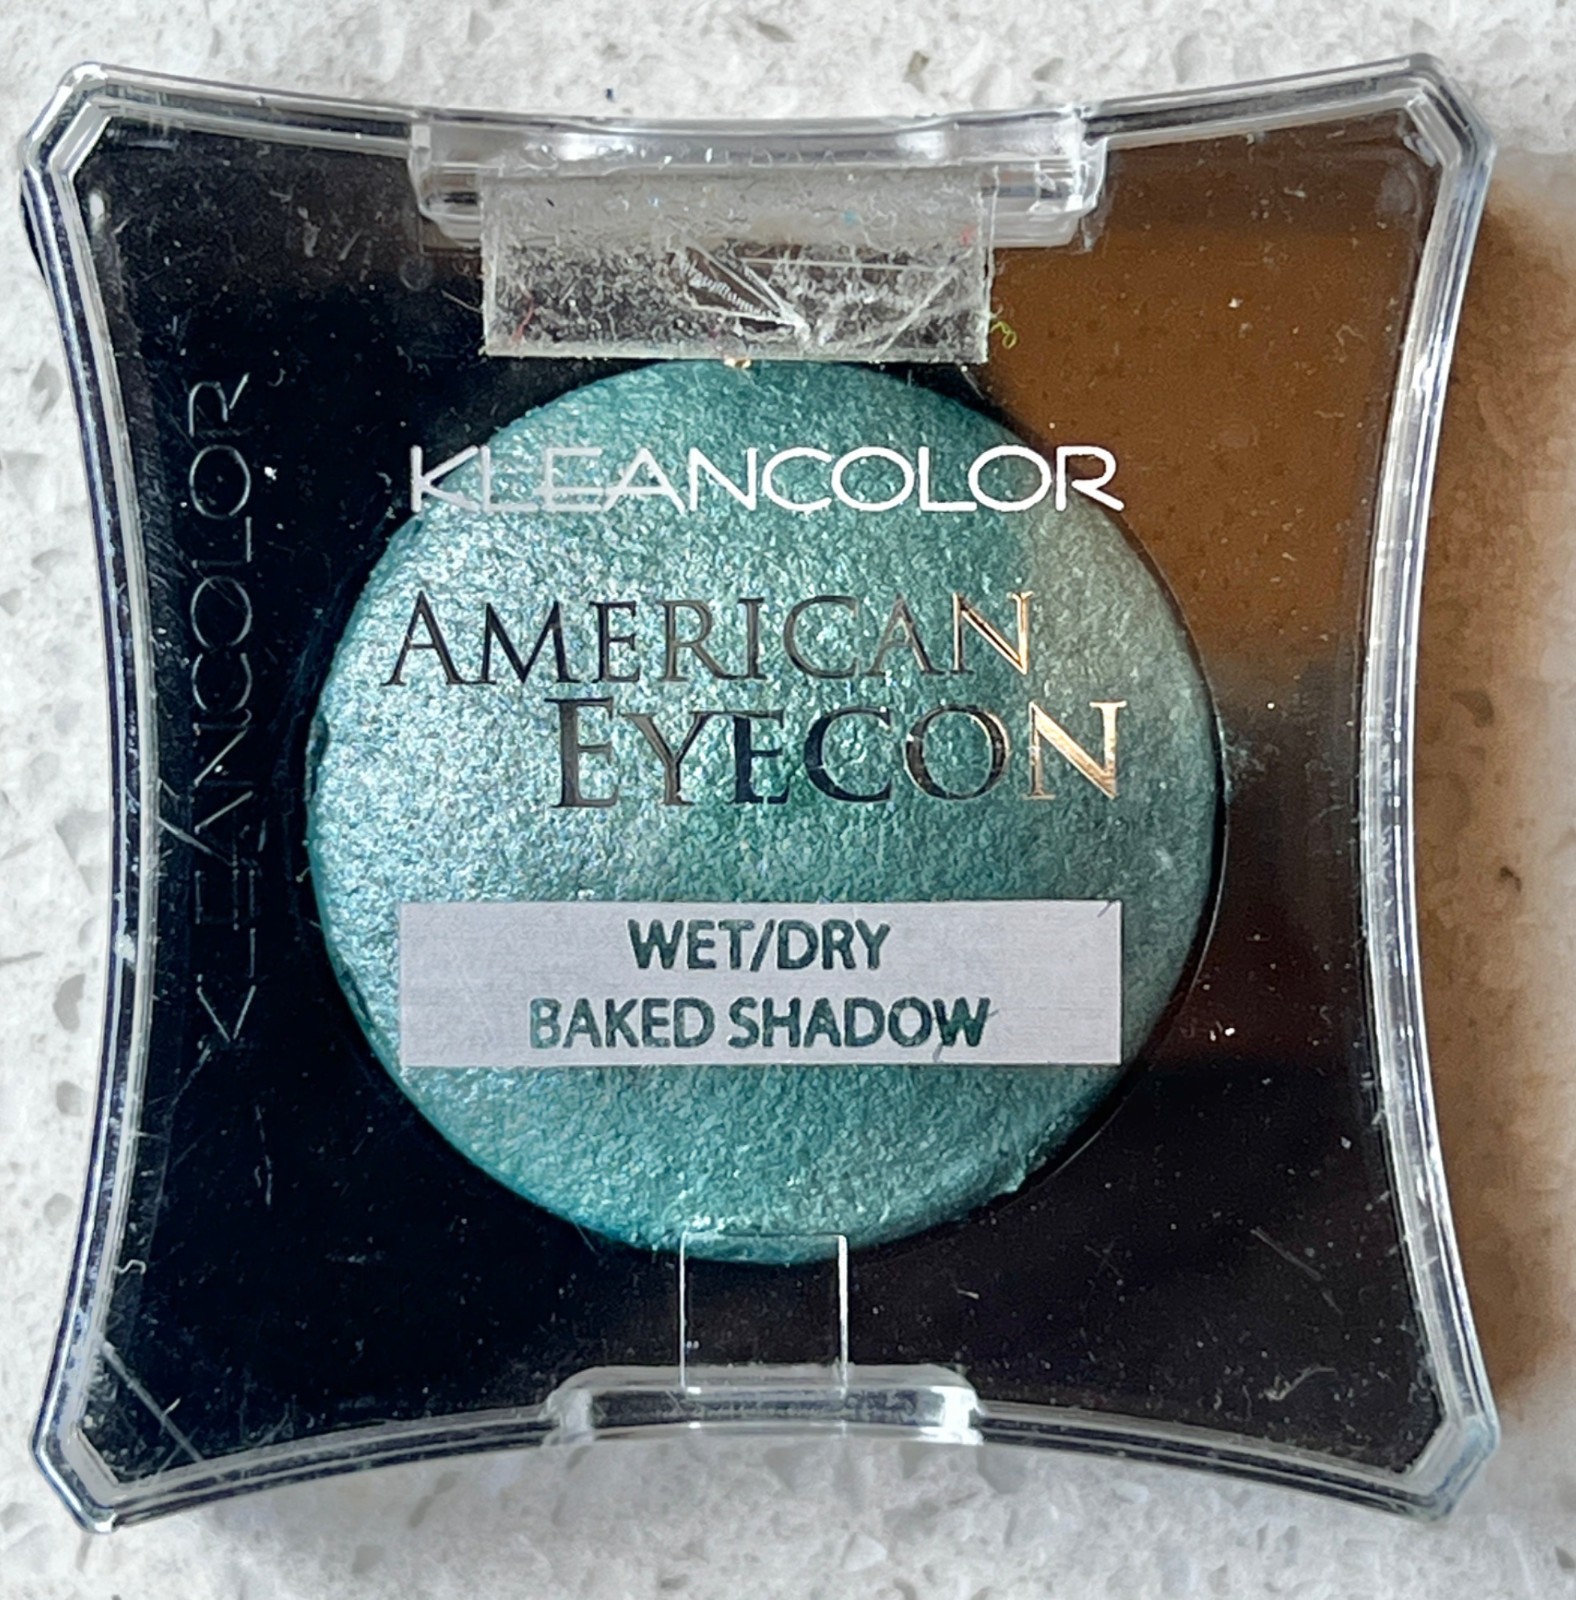 KLEANCOLOR
KLEANCOLOR
AMERICAN
EYECON
WET/DRY
BAKED SHADOW